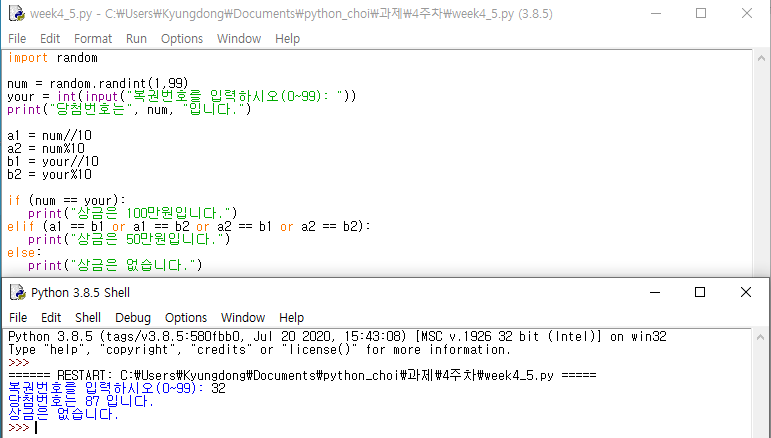 week4_5.py - C:₩Users₩Kyungdong₩Documents₩python_choi₩과제₩4주차₩week4_5.py (3.8.5)
File Edit Format Run Options Window Help
import random
num = random.randint(1,99)
your = int(input("복권번호를 입력하시오(0~99): "))
print("당첨번호는", num, "입니다.")
a1 = num//10
a2 = num%10
b1 = your//10
b2 = your%10
if (num == your):
print("상금은 100만원입니다.")
elif (a1 == b1 or a1 == b2 or a2 == b1 or a2 == b2):
print("상금은 50만원입니다.")
else:
print("상금은 없습니다.")
Python 3.8.5 Shell
File Edit Shell Debug Options Window Help
Python 3.8.5 (tags/v3.8.5:580fbb0, Jul 20 2020, 15:43:08) [MSC v.1926 32 bit (Intel)] on win32
Type "help", "copyright", "credits" or "license()" for more information.
>>>
====== RESTART: C:₩Users₩Kyungdong₩Documents₩python_choi₩과제₩4주차₩week4_5.py =====
복권번호를 입력하시오(0~99): 32
당첨번호는 87 입니다.
상금은 없습니다.
>>>